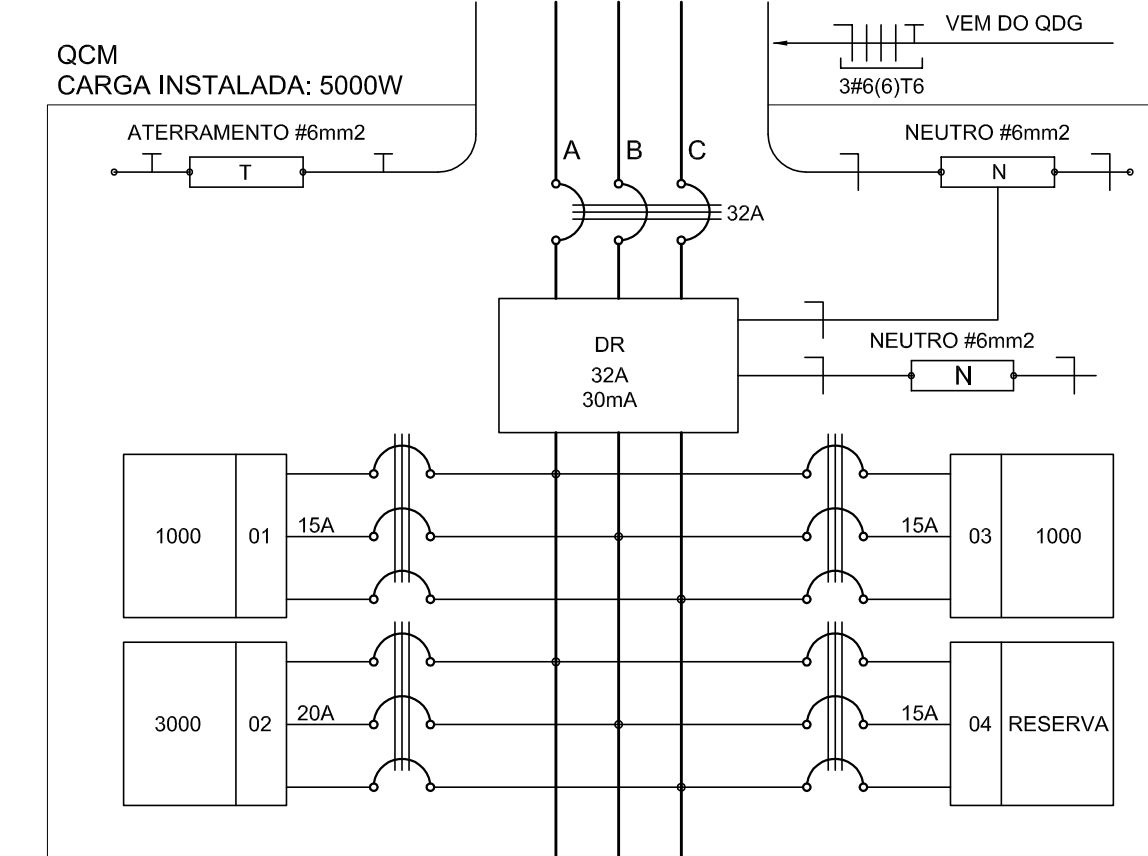 VEM DO QDG
QCM
CARGA INSTALADA: 5000W
3#6(6)T6
ATERRAMENTO #6mm2
NEUTRO #6mm2
T
A
B
C
N
32A
DR
32A
30mA
NEUTRO #6mm2
N
1000
01
15A
15A
03
1000
3000
02
20A
15A
04
RESERVA